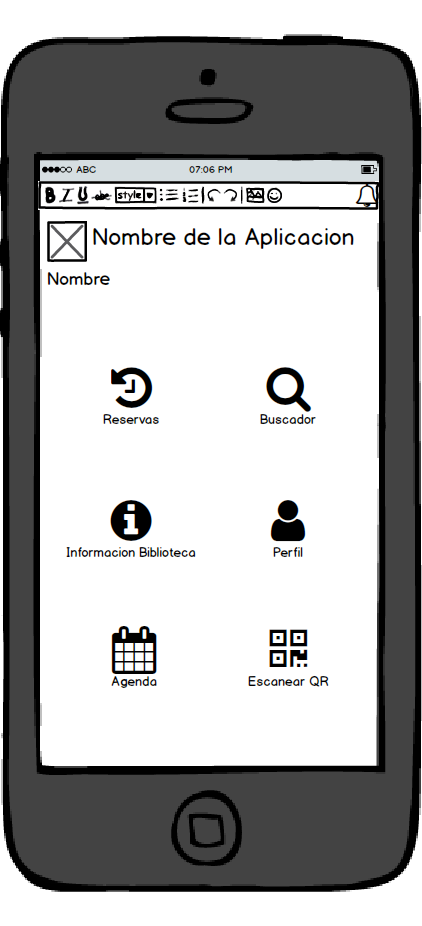 ABC 07:06 PM
B I U abc style
Nombre de la Aplicacion
Nombre
Reservas Buscador
Informacion Biblioteca Perfil
Agenda Escanear QR